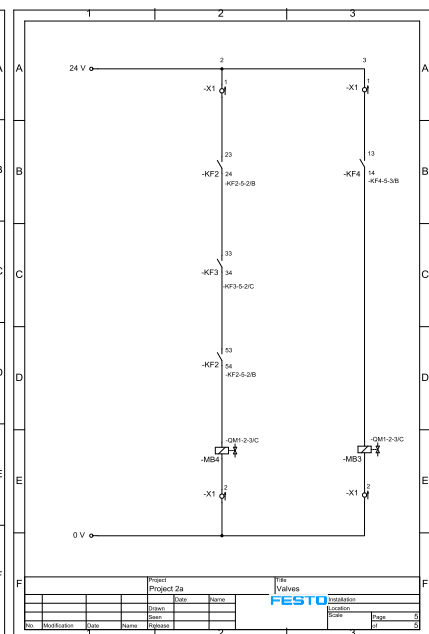 1 2 3
A A
24 V 2 3
-X1 1 -X1 1
B B
23 13
-KF2 24 -KF4 14
-KF2-5-2/B -KF4-5-3/B
C C
33
-KF3 34
-KF3-5-2/C
D D
53
-KF2 54
-KF2-5-2/B
-QM1-2-3/C -QM1-2-3/C
-MB4 -MB3
E E
-X1 2 -X1 2
0 V
F F
Project Title
Project 2a Valves
Date Name FESTO Installation
Drawn Location
Seen Scale Page 5
No. Modification Date Name Release of 5
1 2 3